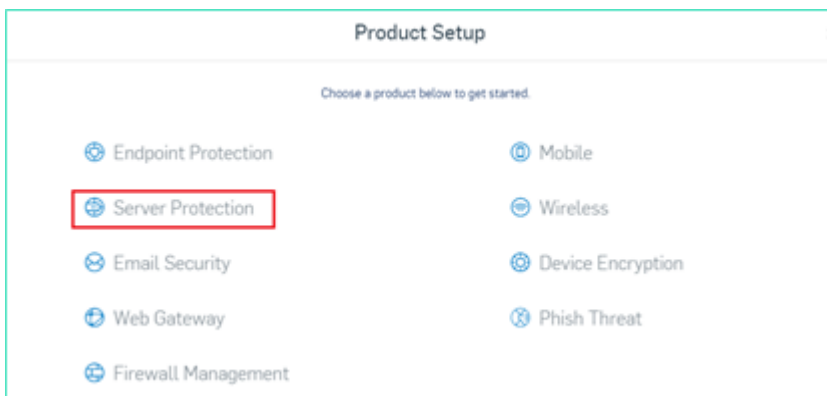 Product Setup
Choose a product below to get started.
Endpoint Protection
Mobile
Server Protection
Wireless
Email Security
Device Encryption
Web Gateway
Phish Threat
Firewall Management